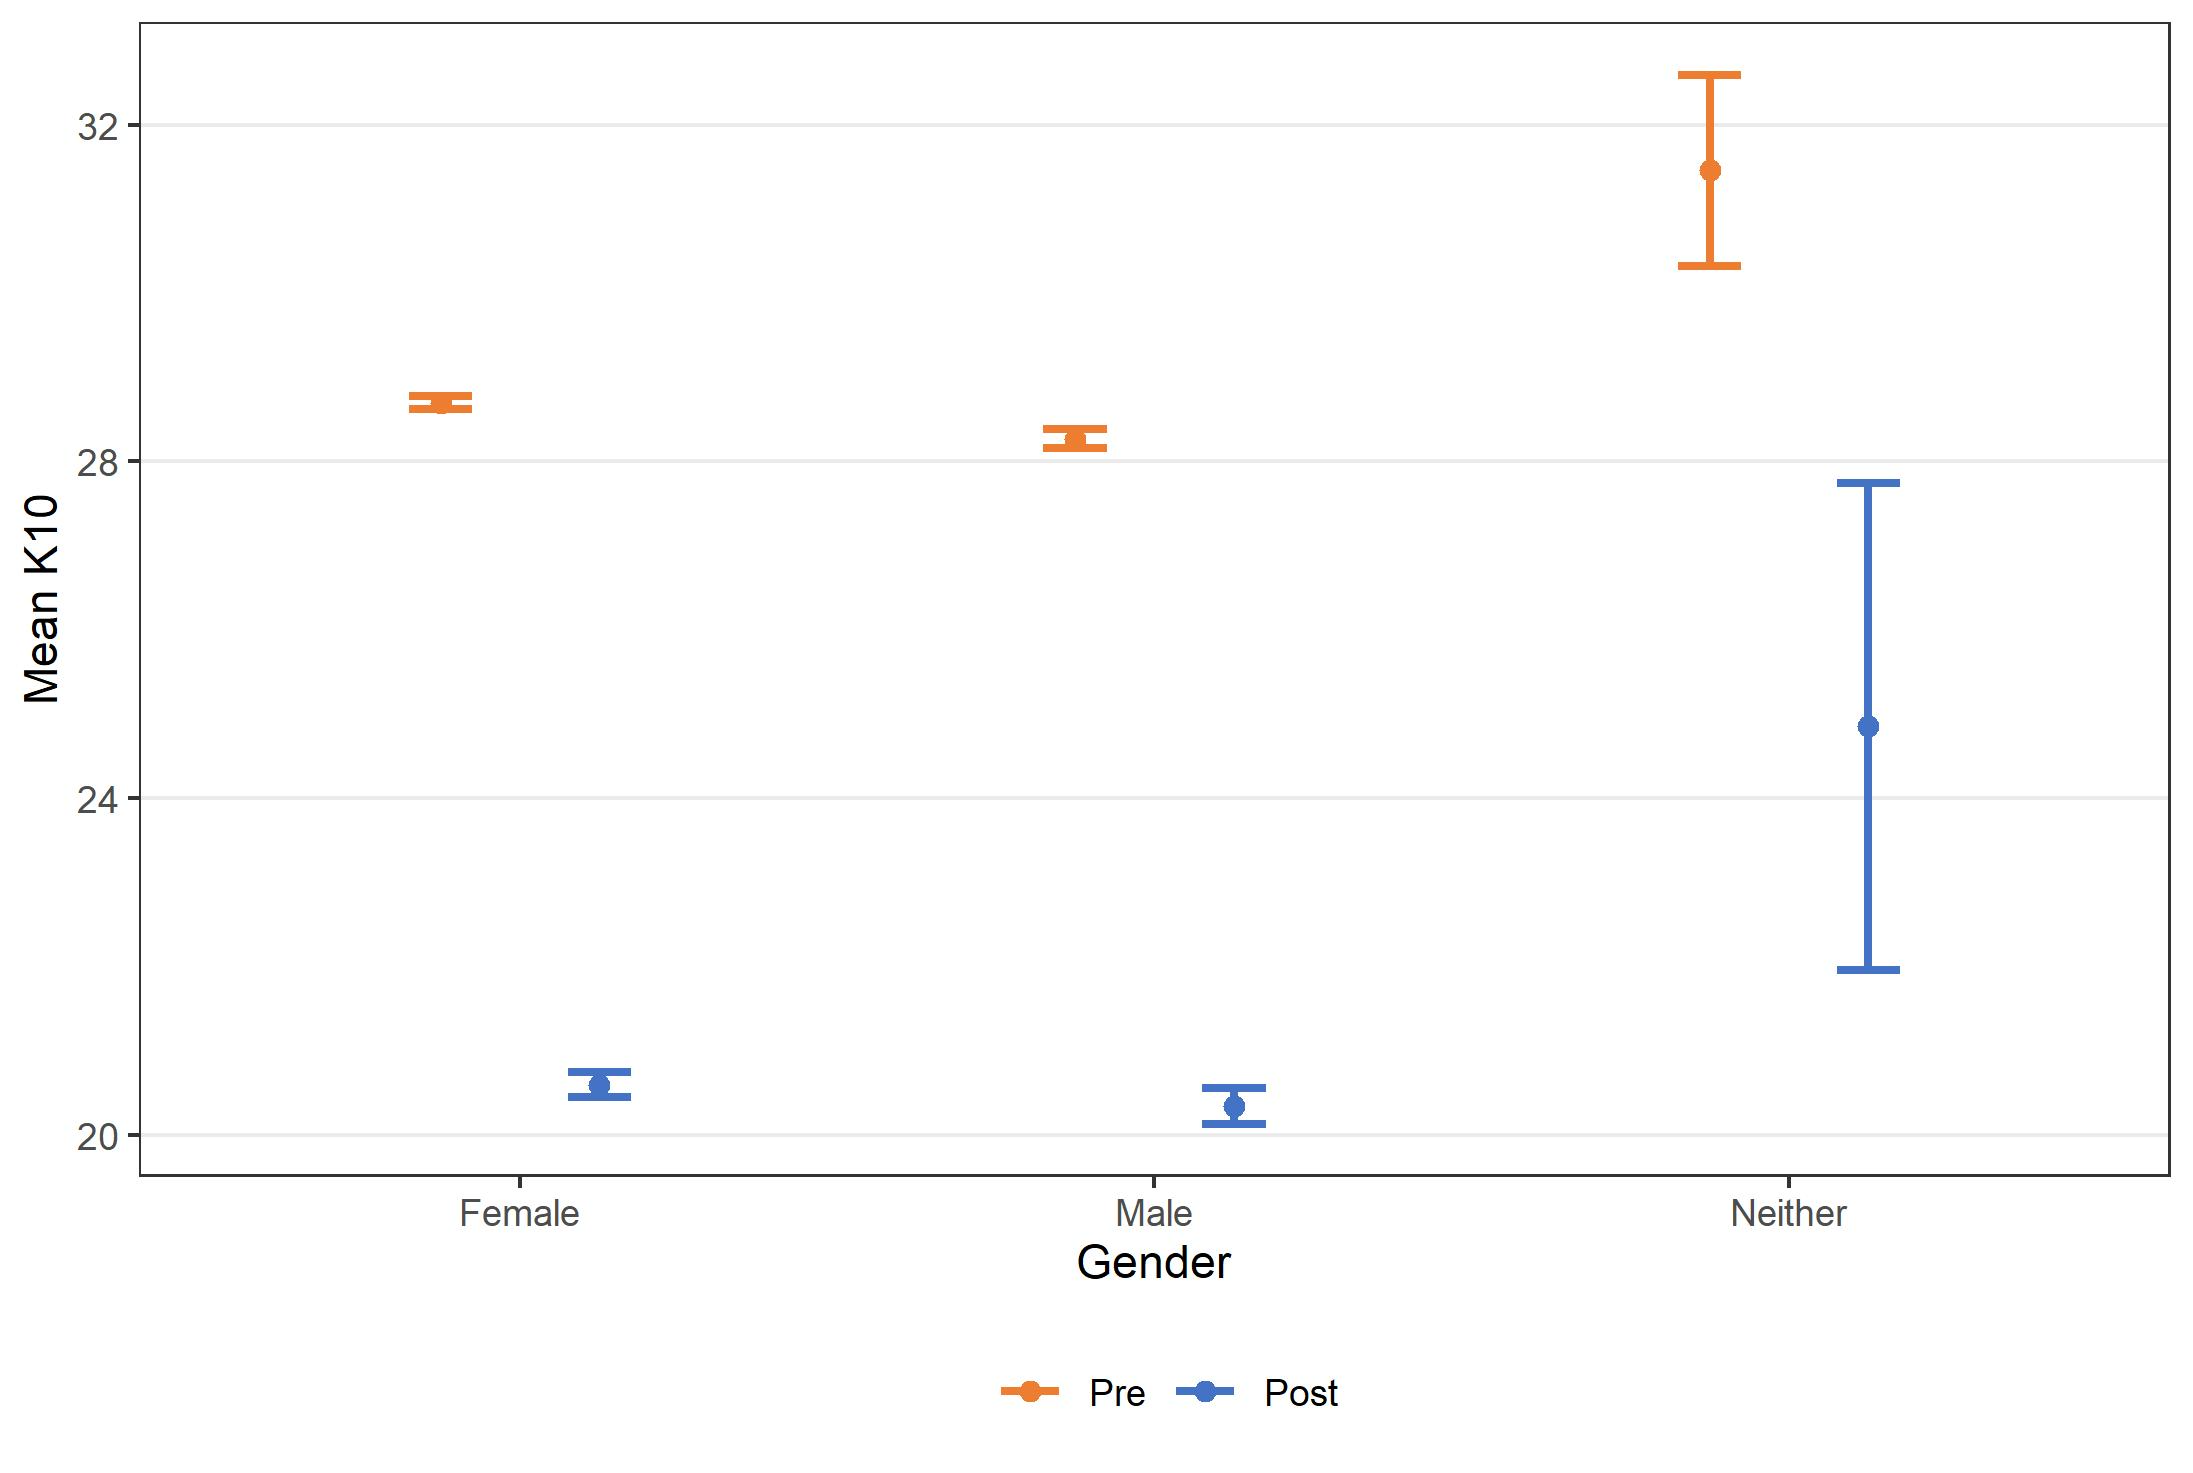 Mean K10
32
28
24
20
Female Male Neither
Gender
Pre Post